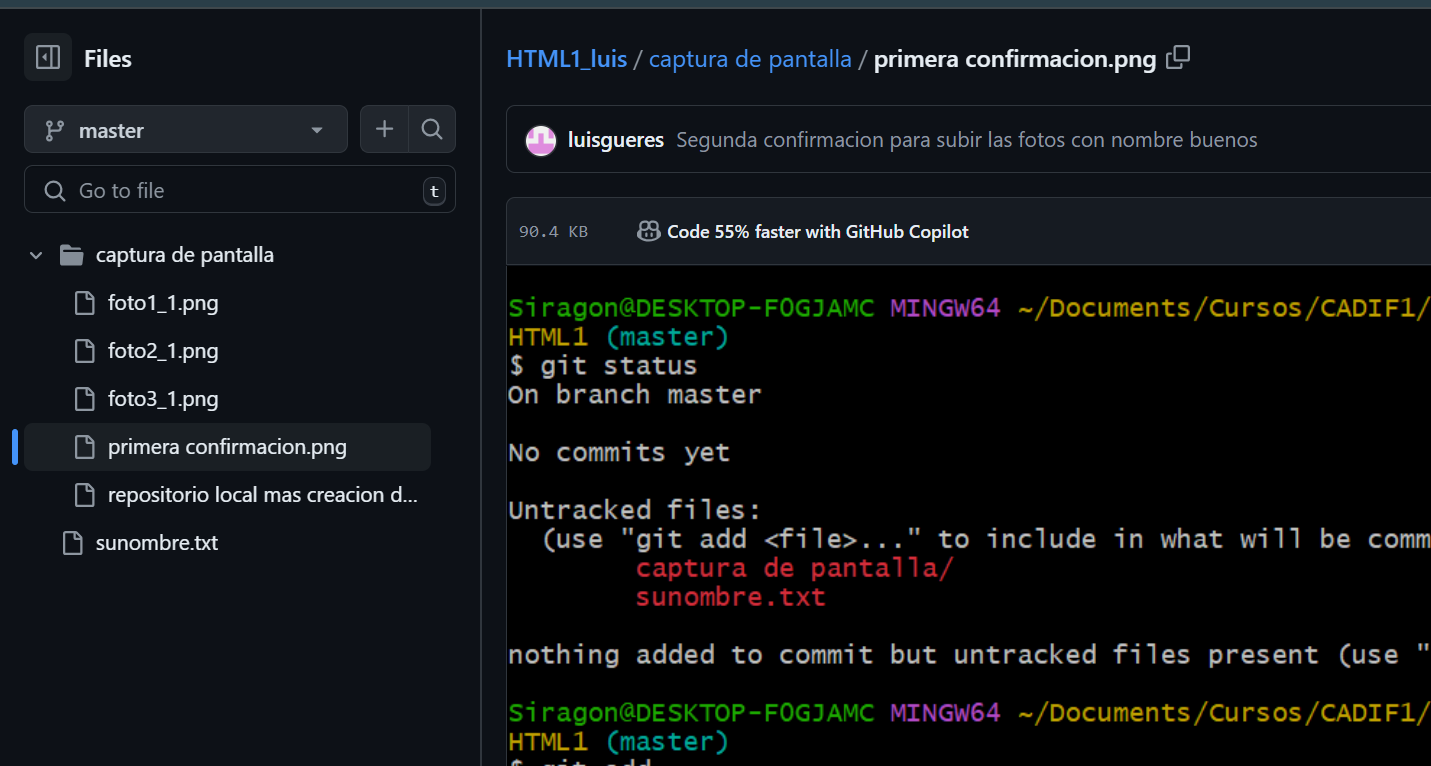 Files
master
Go to file
t
captura de pantalla
foto1_1.png
foto2_1.png
foto3_1.png
primera confirmacion.png
repositorio local mas creacion d...
sunombre.txt
HTML1_luis / captura de pantalla / primera confirmacion.png
luisgueres Segunda confirmacion para subir las fotos con nombre buenos
90.4 KB Code 55% faster with GitHub Copilot
Siragon@DESKTOP-F0GJAMC MINGW64 ~/Documents/Cursos/CADIF1/
HTML1 (master)
$ git status
On branch master
No commits yet
Untracked files:
(use "git add <file>..." to include in what will be comm
captura de pantalla/
sunombre.txt
nothing added to commit but untracked files present (use "
Siragon@DESKTOP-F0GJAMC MINGW64 ~/Documents/Cursos/CADIF1/
HTML1 (master)
$ git add